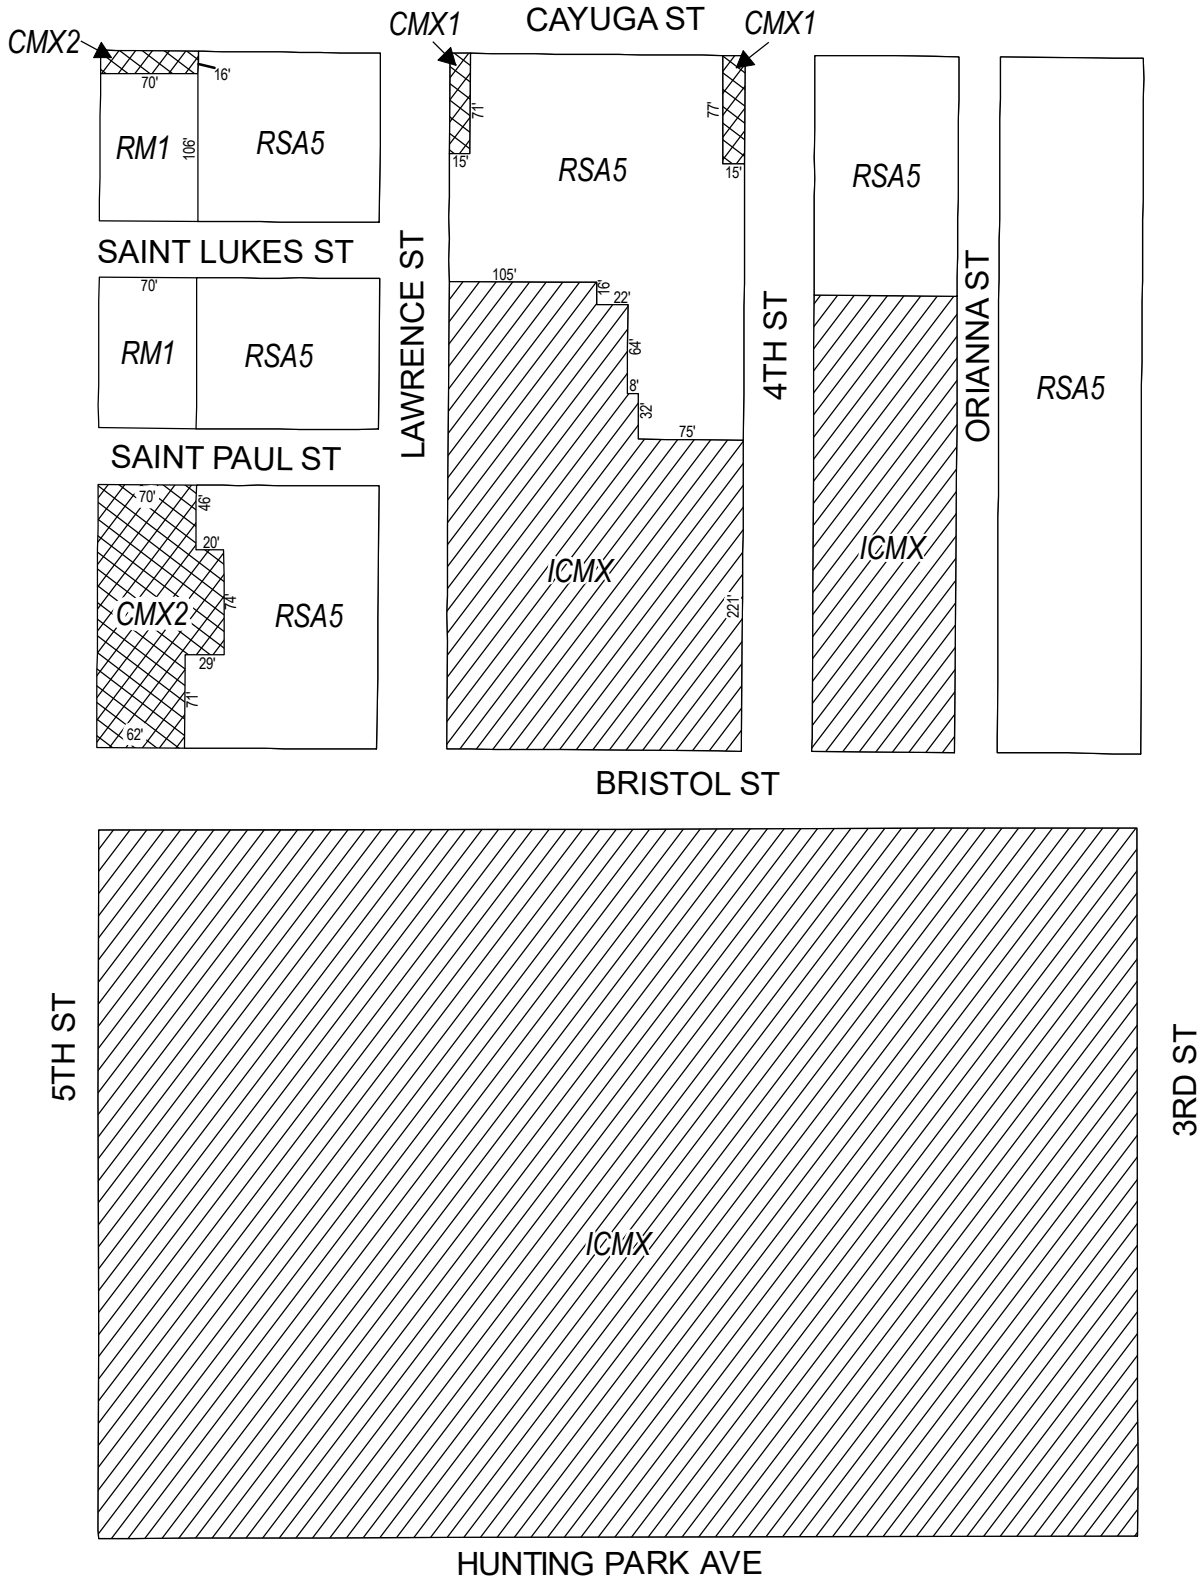 CAYUGA ST
CMX2
CMX1
CMX1
16'
70'
RM1
106'
RSA5
71'
15'
RSA5
77'
15'
RSA5
SAINT LUKES ST
70'
RM1
RSA5
LAWRENCE ST
105'
16'
22'
64'
8'
32'
75'
4TH ST
ORIANNA ST
RSA5
SAINT PAUL ST
70'
46'
20'
CMX2
74'
RSA5
29'
71'
62'
ICMX
221'
ICMX
BRISTOL ST
5TH ST
3RD ST
ICMX
HUNTING PARK AVE